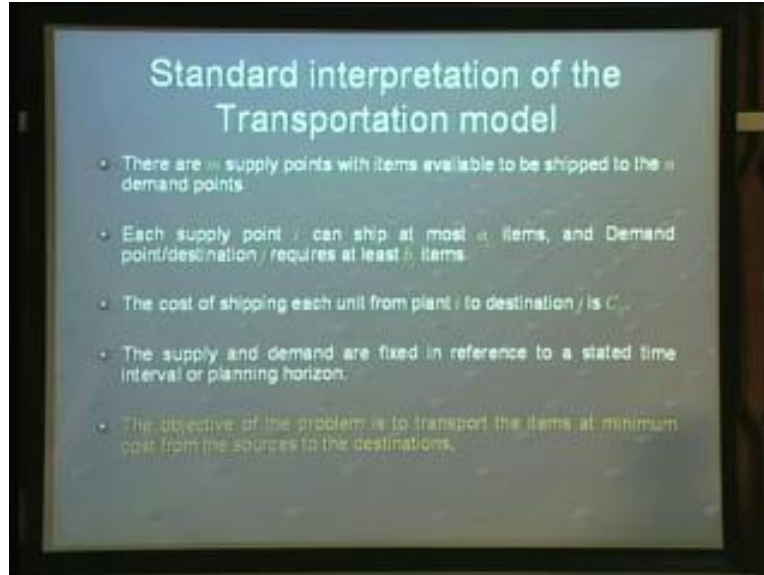 Standard interpretation of the
Transportation model
There are m supply points with items available to be shipped to the n
demand points
Each supply point i can ship at most a items, and Demand
point/destination j requires at least b items
The cost of shipping each unit from plant i to destination j is C .
The supply and demand are fixed in reference to a stated time
interval or planning horizon.
The objective of the problem is to transport the items at minimum
cost from the sources to the destinations.